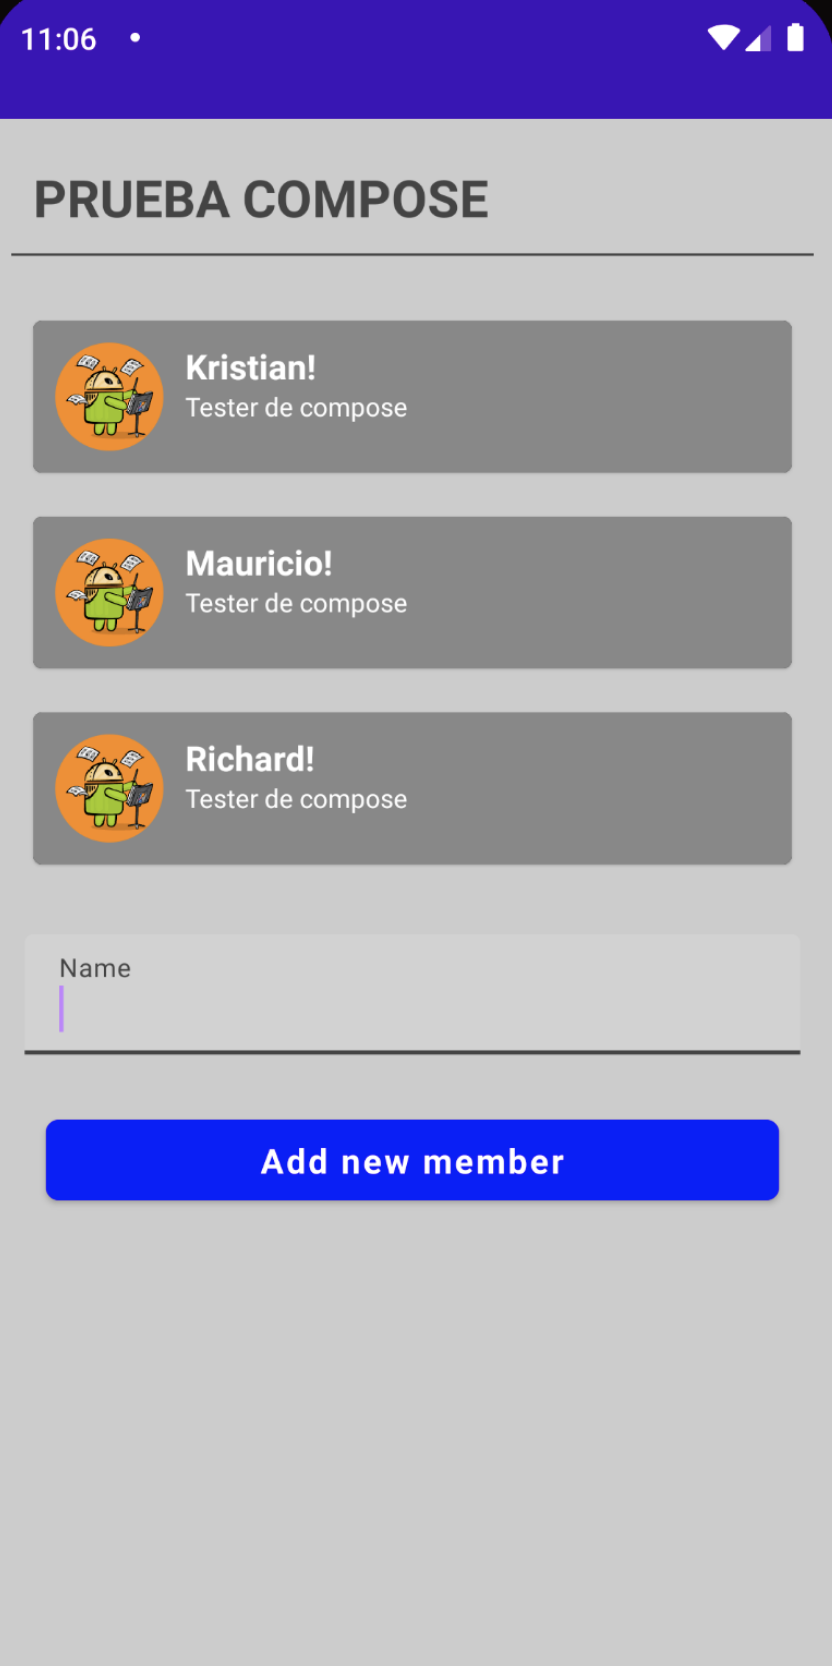 11:06
PRUEBA COMPOSE
Kristian!
Tester de compose
Mauricio!
Tester de compose
Richard!
Tester de compose
Name
Add new member